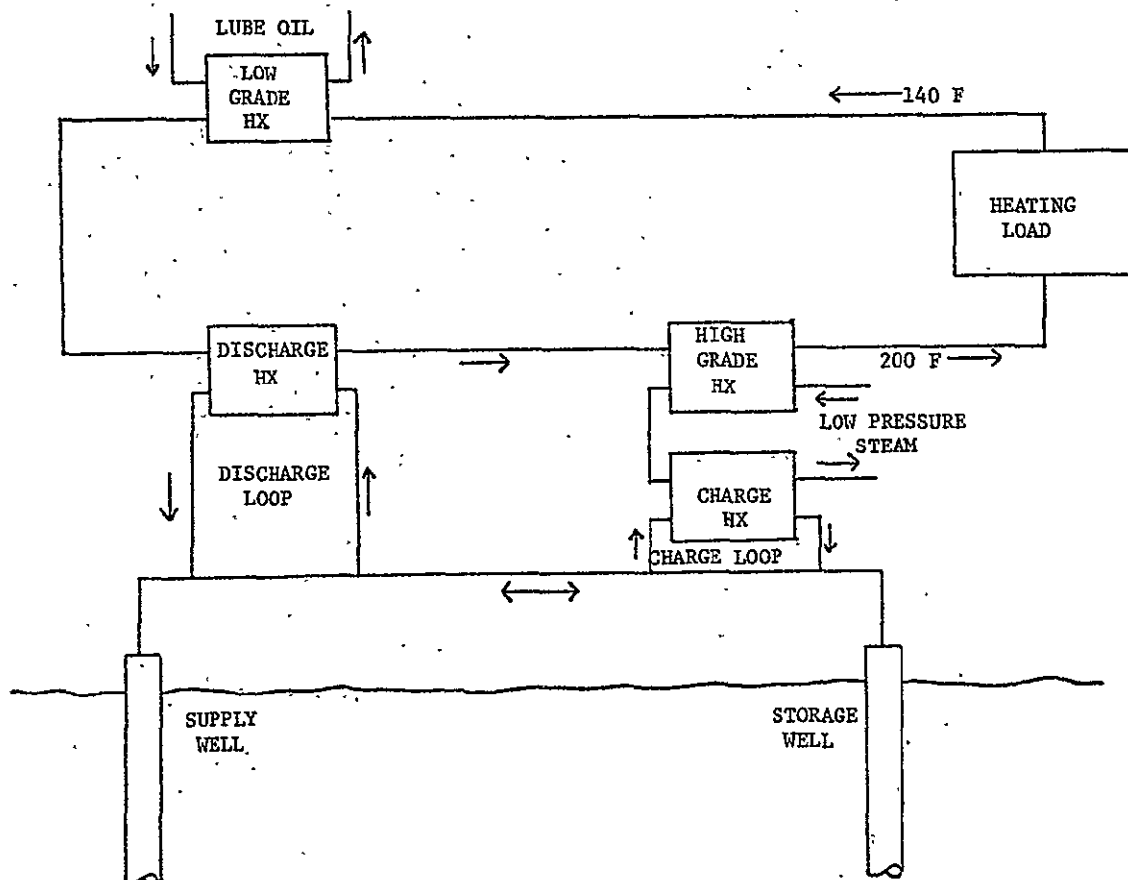 LUBE OIL
LOW
GRADE
HX
140 F
HEATING
LOAD
DISCHARGE
HX
HIGH
GRADE
HX
200 F
LOW PRESSURE
STEAM
DISCHARGE
LOOP
CHARGE
HX
CHARGE LOOP
SUPPLY
WELL
STORAGE
WELL